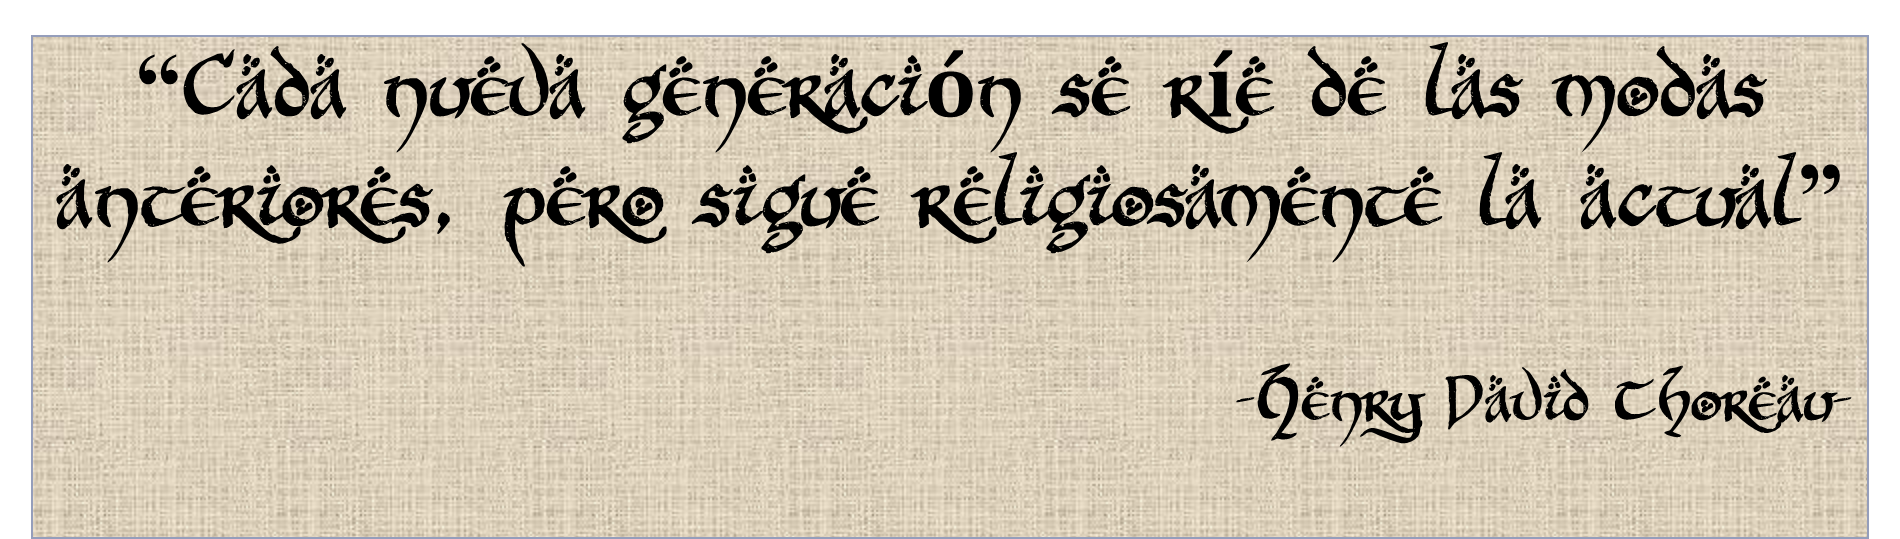 “Cada nueva generación se ríe de las modas
anteriores, pero sigue religiosamente la actual”
-Henry David Thoreau-